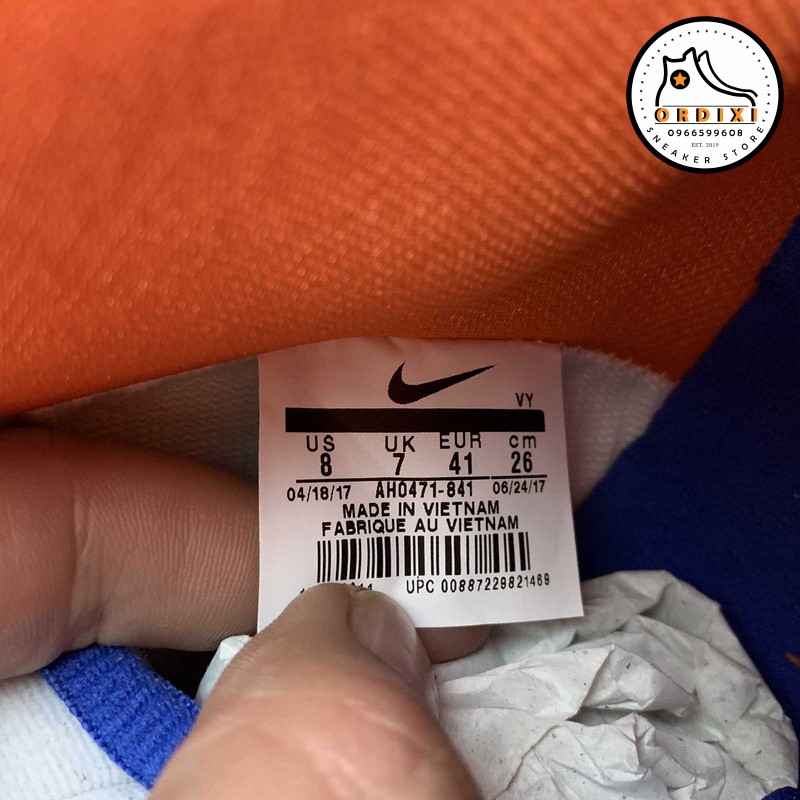 ORDIXI
0966599608
EST. 2019
SNEAKER STORE
VY
US UK EUR cm
8 7 41 26
04/18/17 AH0471-841 06/24/17
MADE IN VIETNAM
FABRIQUE AU VIETNAM
UPC 00887229821469